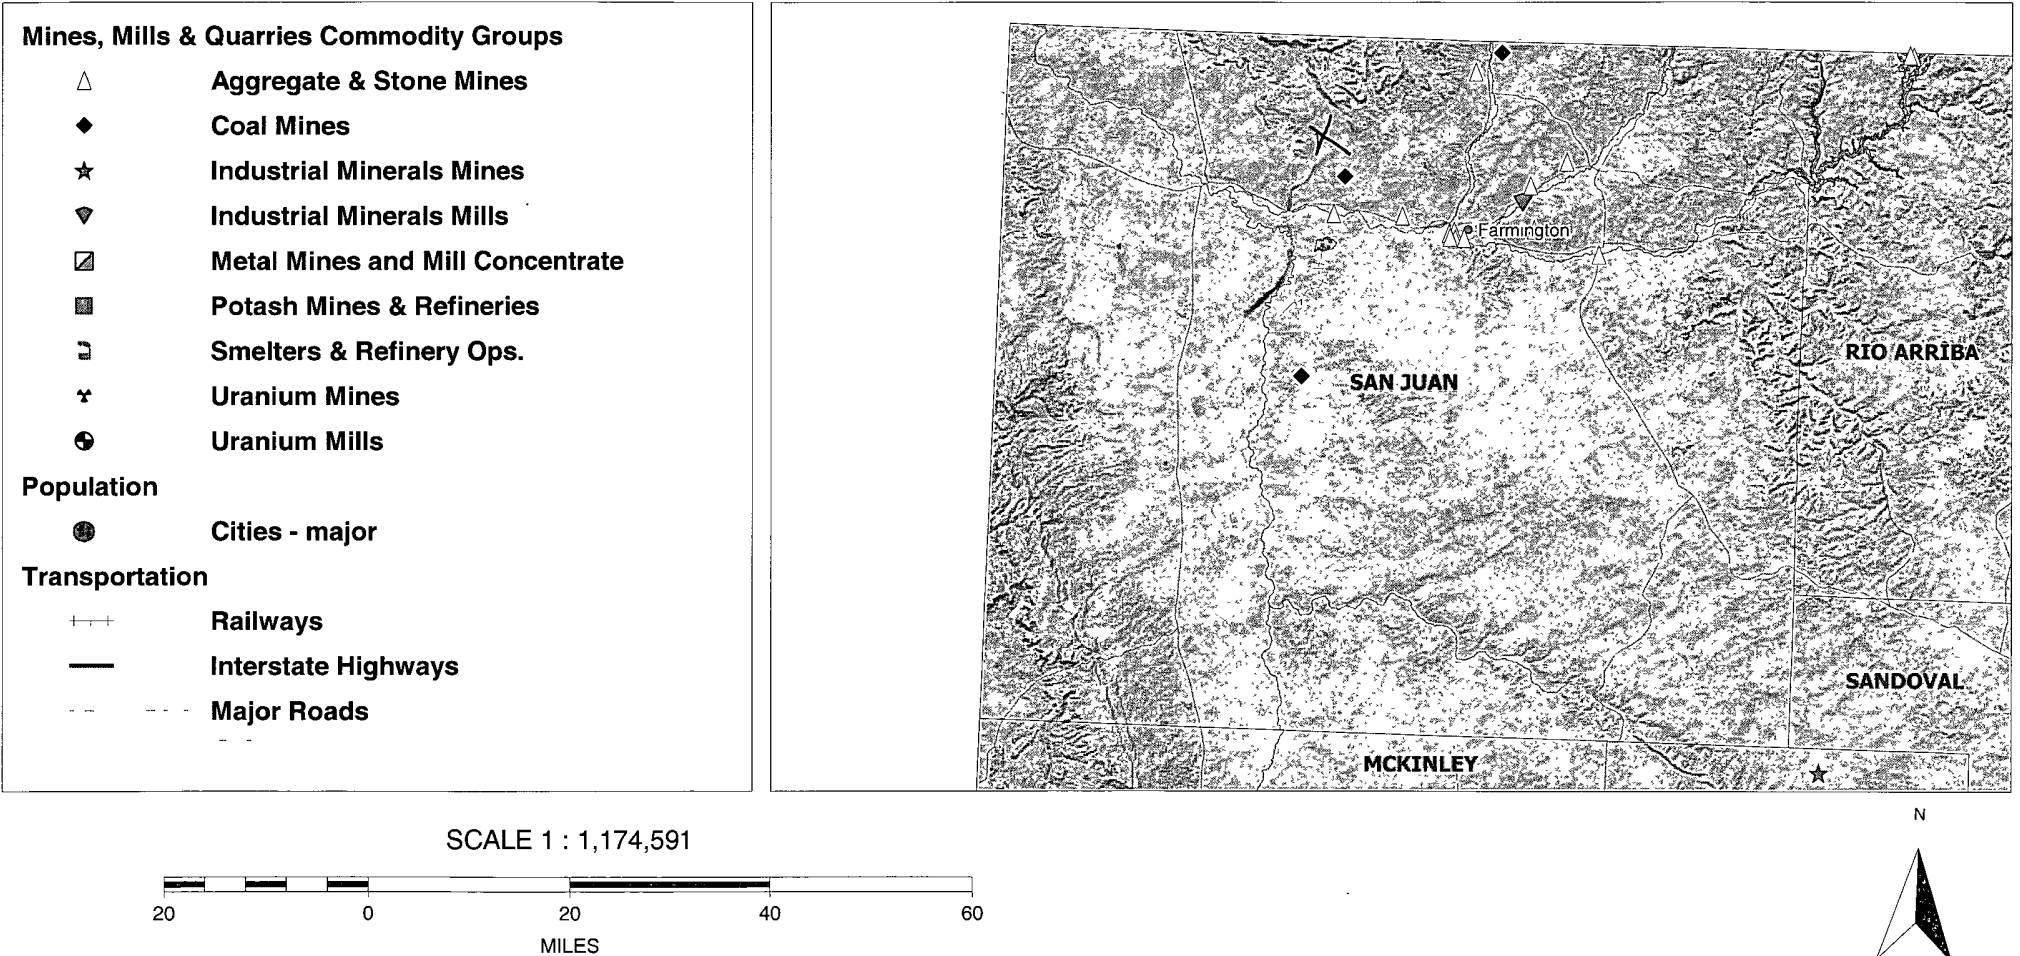 Mines, Mills & Quarries Commodity Groups
Aggregate & Stone Mines
Coal Mines
Industrial Minerals Mines
Industrial Minerals Mills
Metal Mines and Mill Concentrate
Potash Mines & Refineries
Smelters & Refinery Ops.
Uranium Mines
Uranium Mills
Population
Cities - major
Transportation
Railways
Interstate Highways
Major Roads
Farmington
RIO ARRIBA
SAN JUAN
SANDOVAL
MCKINLEY
SCALE 1 : 1,174,591
20 0 20 40 60
MILES
N